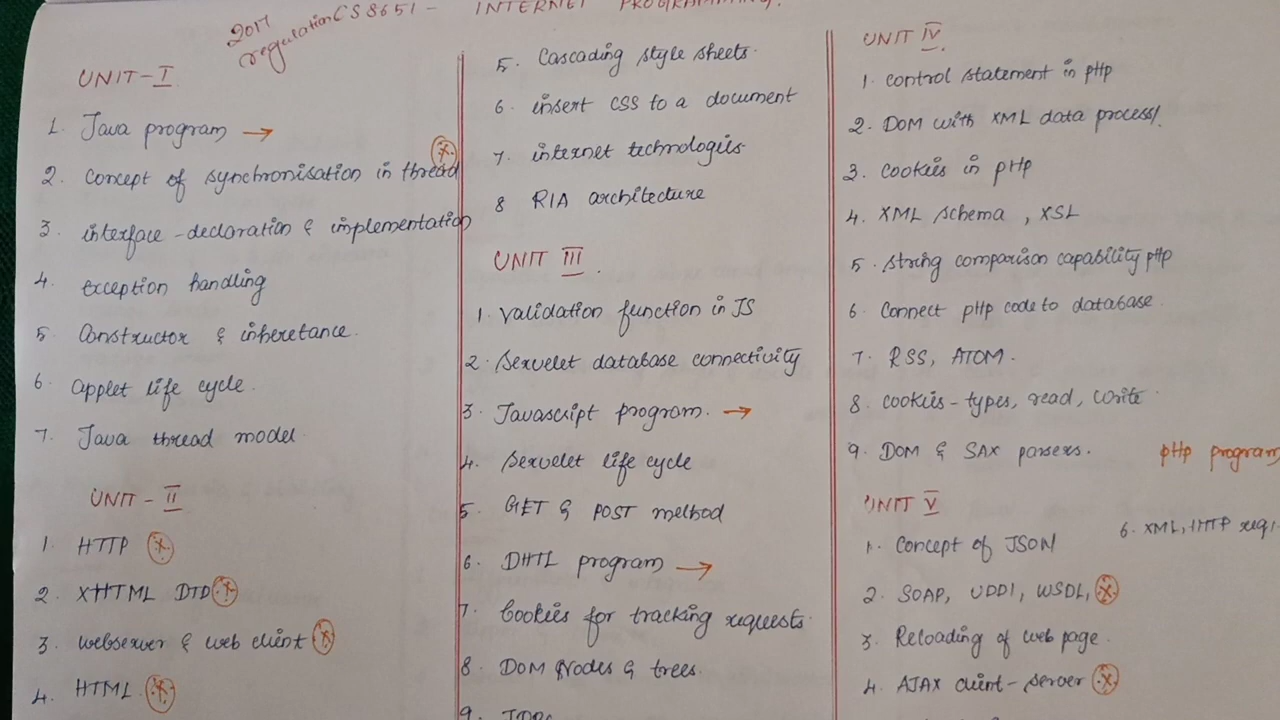 2017
regulation CS8651 - INTERNET PROGRAMMING.
UNIT-I
1. Java program →
2. concept of synchronisation in thread
3. interface - declaration & implementation
4. exception handling
5. Constructor & inheretance.
6. applet life cycle.
7. Java thread model.
UNIT - II
1. HTTP
2. XHTML DTD
3. webserver & web client
4. HTML
5. Cascading style sheets.
6. insert CSS to a document
7. internet technologies
8 RIA architecture
UNIT III.
1. validation function in JS
2. Servelet database connectivity
3. Javascript program. →
4. Servelet life cycle
5. GET & POST method
6. DHTL program →
7. Cookies for tracking requests.
8. DOM nodes & trees.
9.
UNIT IV.
1. control statement in PHP
2. DOM with XML data process
3. cookies in PHP
4. XML schema, XSL
5. string comparison capability PHP
6 Connect PHP code to database.
7. RSS, ATOM.
8. cookies - types, read, write.
9. DOM & SAX parsers.
PHP program
UNIT V
1. Concept of JSON
2. SOAP, UDDI, WSDL,
3. Reloading of web page.
4. AJAX client - server
6. XML, HTTP req